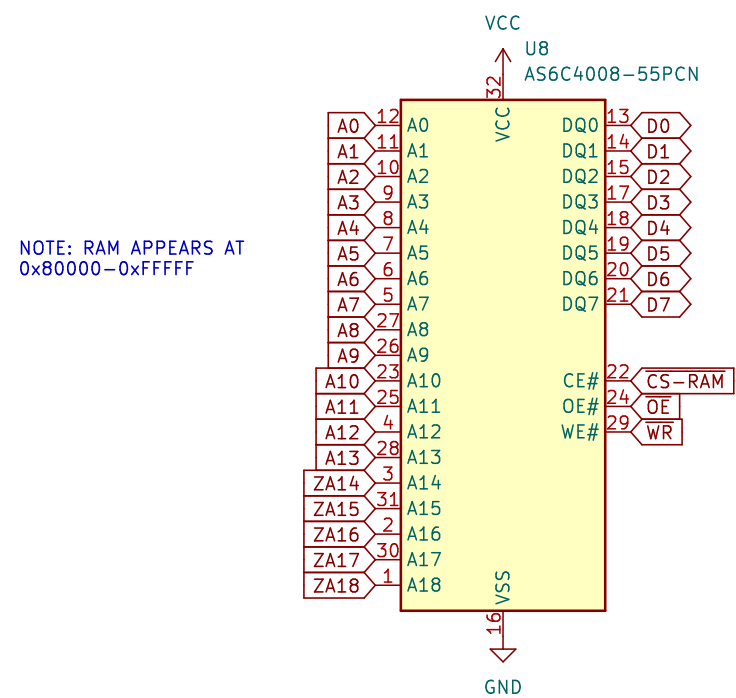 VCC
U8
AS6C4008-55PCN
32
VCC
A0 12 A0 DQ0 13 D0
A1 11 A1 DQ1 14 D1
A2 10 A2 DQ2 15 D2
A3 9 A3 DQ3 17 D3
A4 8 A4 DQ4 18 D4
NOTE: RAM APPEARS AT
0x80000-0xFFFFF
A5 7 A5 DQ5 19 D5
A6 6 A6 DQ6 20 D6
A7 5 A7 DQ7 21 D7
A8 27 A8
A9 26 A9
A10 23 A10 CE# 22 CS-RAM
A11 25 A11 OE# 24 OE
A12 4 A12 WE# 29 WR
A13 28 A13
ZA14 3 A14
ZA15 31 A15
ZA16 2 A16
ZA17 30 A17
ZA18 1 A18
VSS
16
GND